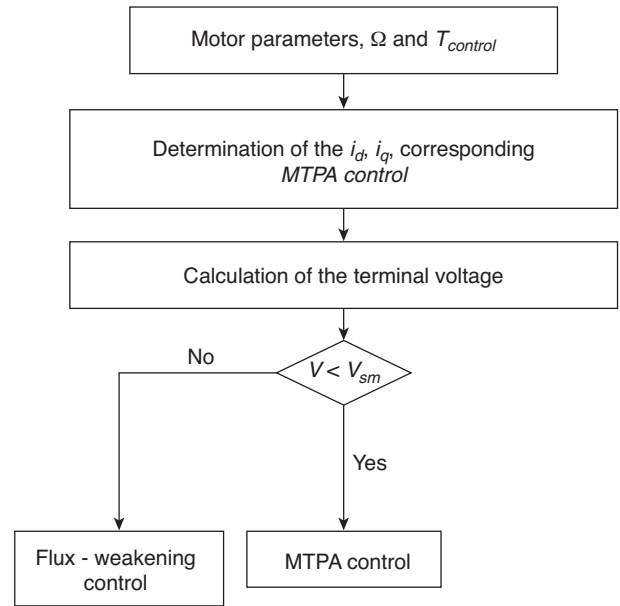 Motor parameters, Ω and T_control
Determination of the i_d, i_q, corresponding
MTPA control
Calculation of the terminal voltage
No
V < V_sm
Yes
Flux - weakening
control
MTPA control